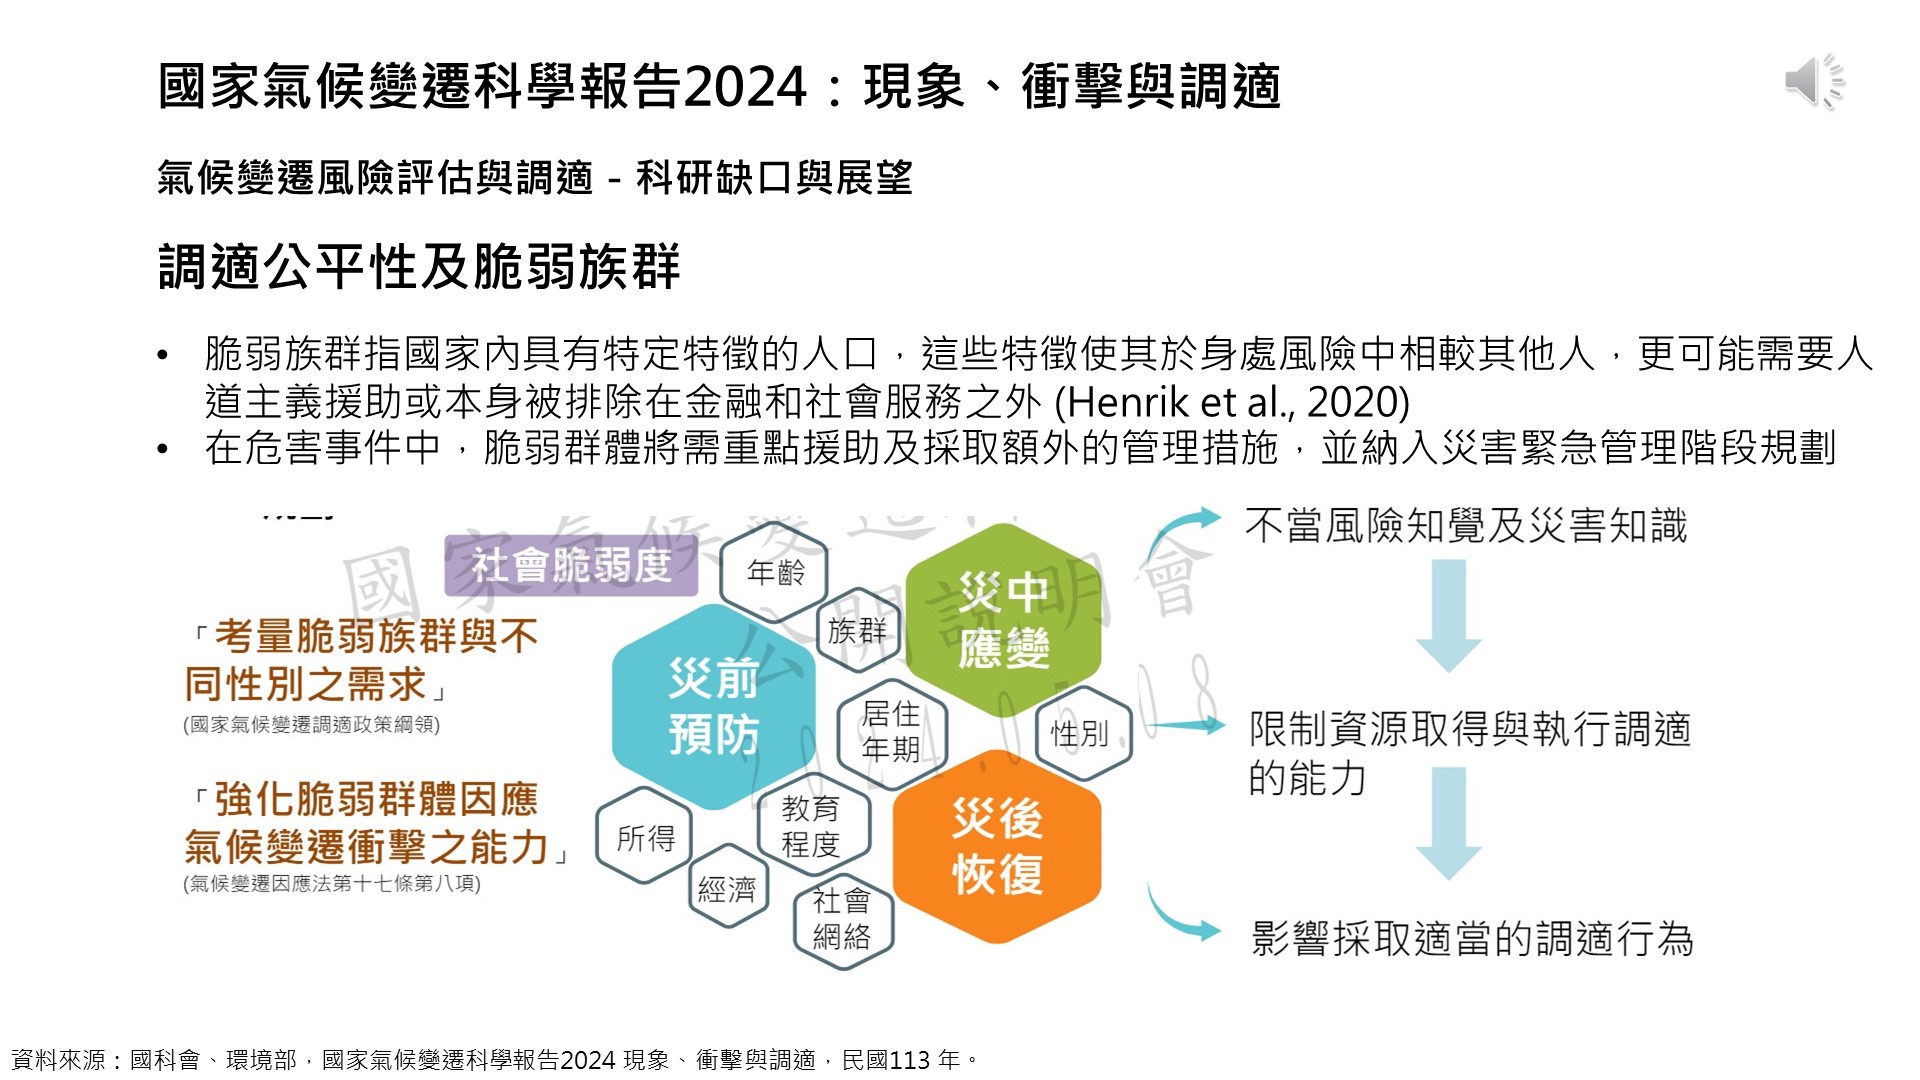 國家氣候變遷科學報告2024：現象、衝擊與調適
氣候變遷風險評估與調適 - 科研缺口與展望
調適公平性及脆弱族群
• 脆弱族群指國家內具有特定特徵的人口，這些特徵使其於身處風險中相較其他人，更可能需要人
道主義援助或本身被排除在金融和社會服務之外 (Henrik et al., 2020)
• 在危害事件中，脆弱群體將需重點援助及採取額外的管理措施，並納入災害緊急管理階段規劃
社會脆弱度
「考量脆弱族群與不
同性別之需求」
(國家氣候變遷調適政策綱領)
「強化脆弱群體因應
氣候變遷衝擊之能力」
(氣候變遷因應法第十七條第八項)
年齡
族群
災中
應變
災前
預防
居住
年期
性別
教育
程度
所得
經濟
社會
網絡
災後
恢復
不當風險知覺及災害知識
限制資源取得與執行調適
的能力
影響採取適當的調適行為
國家氣候變遷
公開說明會
2024.05.08
資料來源：國科會、環境部，國家氣候變遷科學報告2024 現象、衝擊與調適，民國113 年。